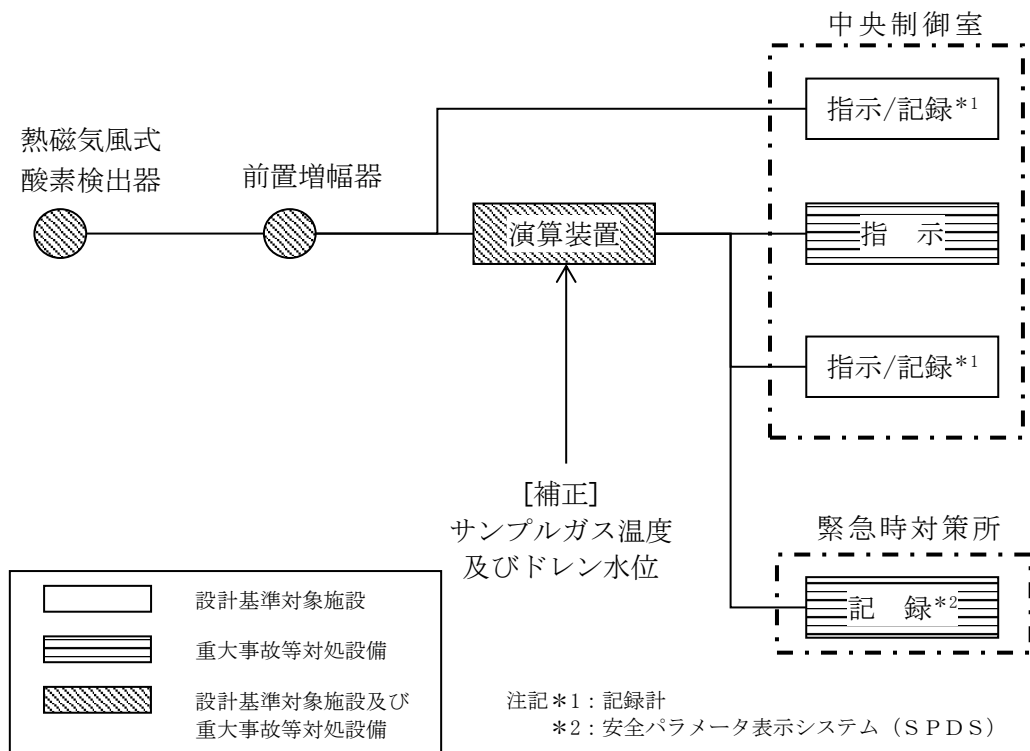 中央制御室
指示/記録*1
熱磁気風式
酸素検出器
前置増幅器
演算装置
指　示
指示/記録*1
[補正]
サンプルガス温度
及びドレン水位
緊急時対策所
記　録*2
設計基準対象施設
重大事故等対処設備
設計基準対象施設及び
重大事故等対処設備
注記*1：記録計
*2：安全パラメータ表示システム（ＳＰＤＳ）